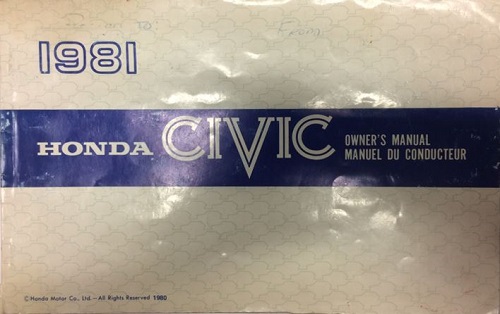 1981
HONDA CIVIC OWNER'S MANUAL
MANUEL DU CONDUCTEUR
©Honda Motor Co., Ltd. – All Rights Reserved 1980